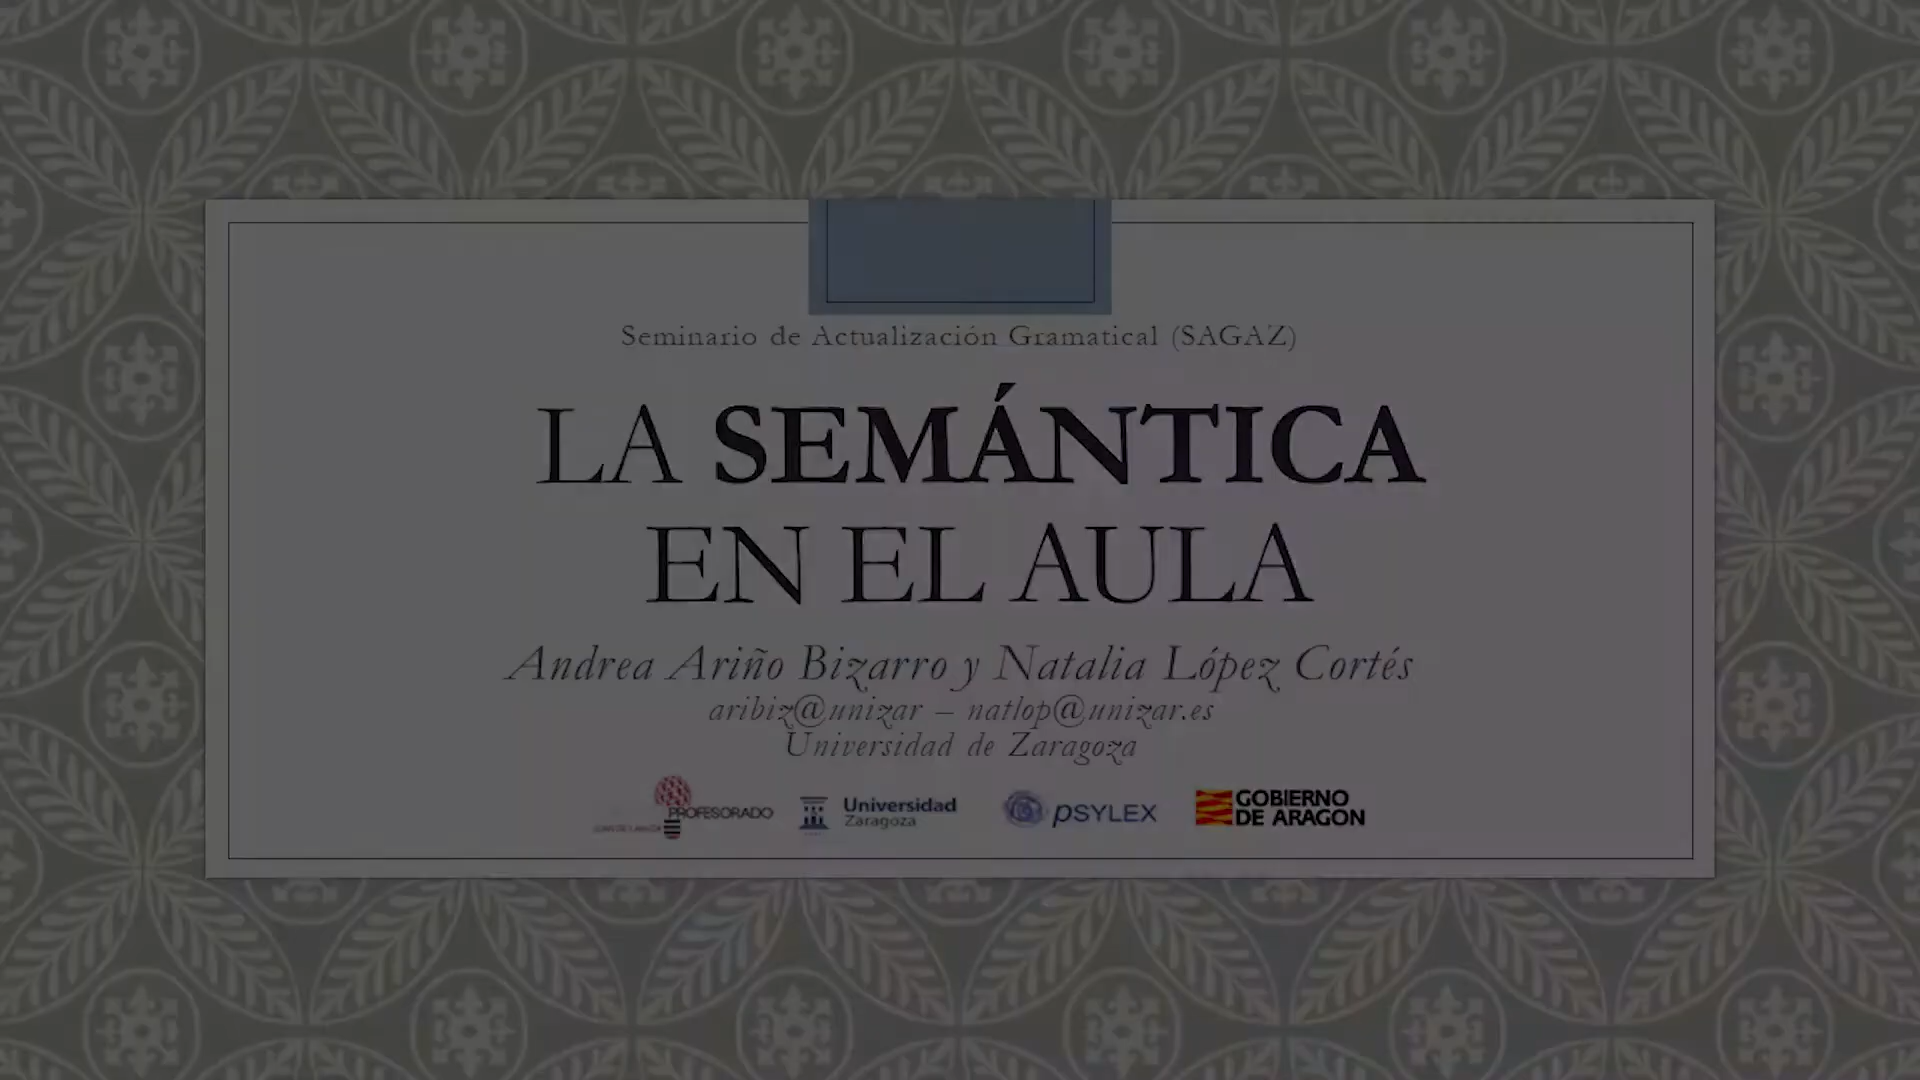 Seminario de Actualización Gramatical (SAGAZ)
LA SEMÁNTICA
EN EL AULA
Andrea Ariño Bizarro y Natalia López Cortés
aribiz@unizar – natlop@unizar.es
Universidad de Zaragoza
PROFESORADO
Universidad
Zaragoza
PSYLEX
GOBIERNO
DE ARAGON